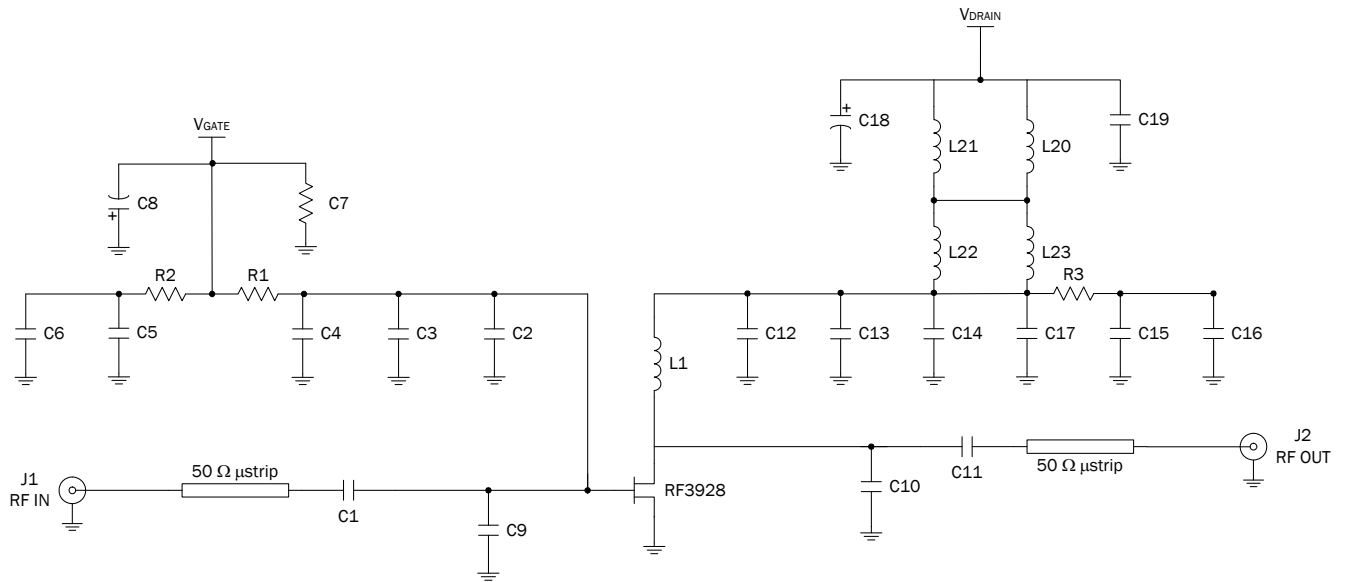 VDRAIN
C18
L21
L20
C19
VGATE
C8
C7
L22
L23
R2
R1
R3
C6
C5
C4
C3
C2
C12
C13
C14
C17
C15
C16
L1
J1
RF IN
50 Ω μstrip
C1
C9
RF3928
C10
C11
50 Ω μstrip
J2
RF OUT
+
+